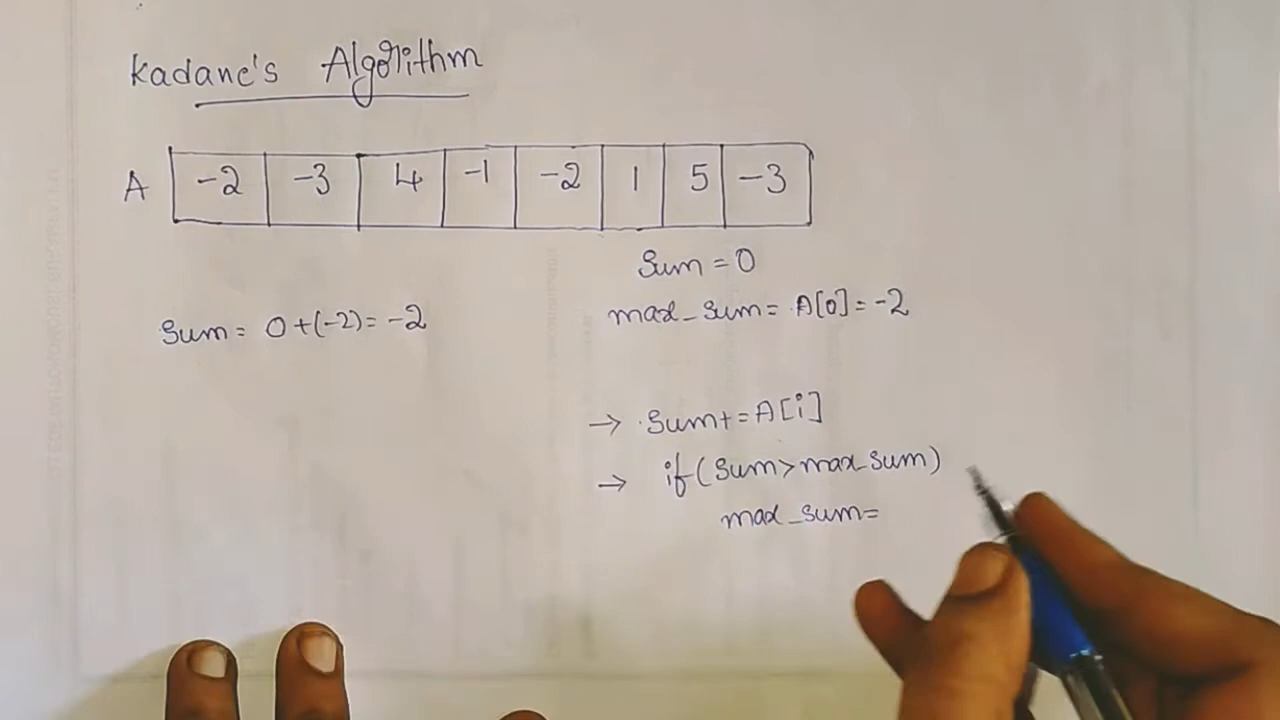 Kadane's Algorithm
A -2 -3 4 -1 -2 1 5 -3
Sum = 0
max_sum = A[0] = -2
Sum = 0+(-2) = -2
→ Sum+=A[i]
→ if(Sum>max_sum)
max_sum=